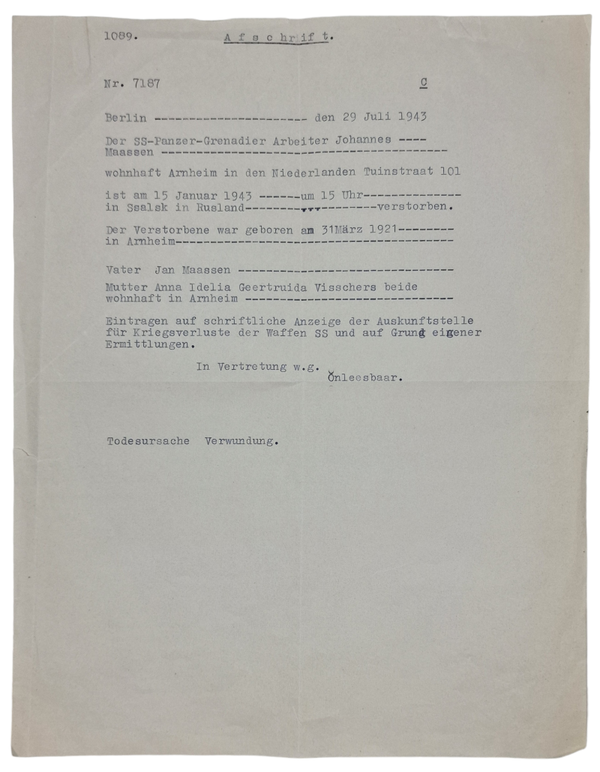 1089. Afschrift.
Nr. 7187 C
Berlin ---------------------- den 29 Juli 1943
Der SS-Panzer-Grenadier Arbeiter Johannes ----
Maassen -----------------------------------------
wohnhaft Arnheim in den Niederlanden Tuinstraat 101
ist am 15 Januar 1943 ------um 15 Uhr--------------
in Ssalsk in Rusland-------------------verstorben.
Der Verstorbene war geboren am 31März 1921--------
in Arnheim----------------------------------------
Vater Jan Maassen -------------------------------
Mutter Anna Idelia Geertruida Visschers beide
wohnhaft in Arnheim ------------------------------
Eintragen auf schriftliche Anzeige der Auskunftstelle
für Kriegsverluste der Waffen SS und auf Grund eigener
Ermittlungen.
In Vertretung w.g.
Onleesbaar.
Todesursache Verwundung.